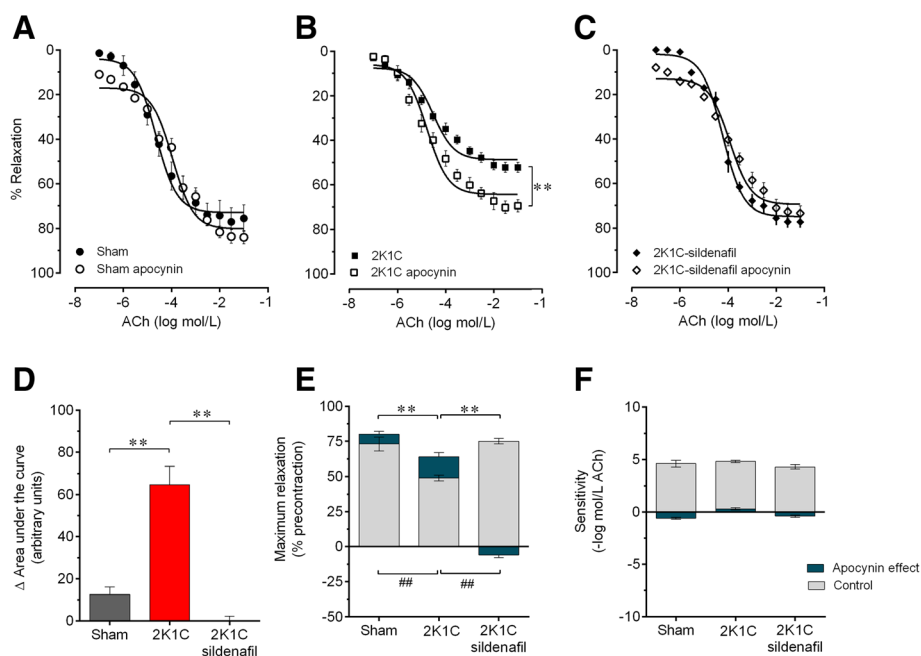 A
0
20
40
60
80
100
% Relaxation
Sham
Sham apocynin
-8 -7 -6 -5 -4 -3 -2 -1
ACh (log mol/L)
B
0
20
40
60
80
100
**
2K1C
2K1C apocynin
-8 -7 -6 -5 -4 -3 -2 -1
ACh (log mol/L)
C
0
20
40
60
80
100
2K1C-sildenafil
2K1C-sildenafil apocynin
-8 -7 -6 -5 -4 -3 -2 -1
ACh (log mol/L)
D
Δ Area under the curve
(arbitrary units)
100
80
60
40
20
0
**
**
Sham 2K1C 2K1C
sildenafil
E
Maximum relaxation
(% precontraction)
100
75
50
25
0
-25
-50
** **
## ##
Sham 2K1C 2K1C
sildenafil
F
Sensitivity
(-log mol/L ACh)
10
5
0
-5
-10
Apocynin effect
Control
Sham 2K1C 2K1C
sildenafil